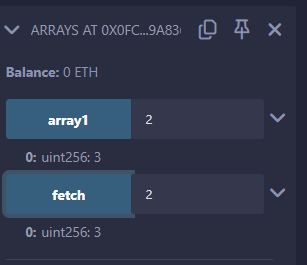 ARRAYS AT 0X0FC...9A83
Balance: 0 ETH
array1 2
0: uint256: 3
fetch 2
0: uint256: 3